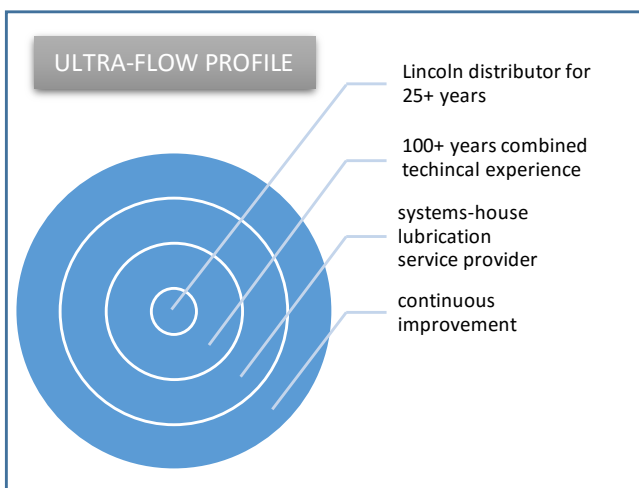 ULTRA-FLOW PROFILE
Lincoln distributor for
25+ years
100+ years combined
techincal experience
systems-house
lubrication
service provider
continuous
improvement